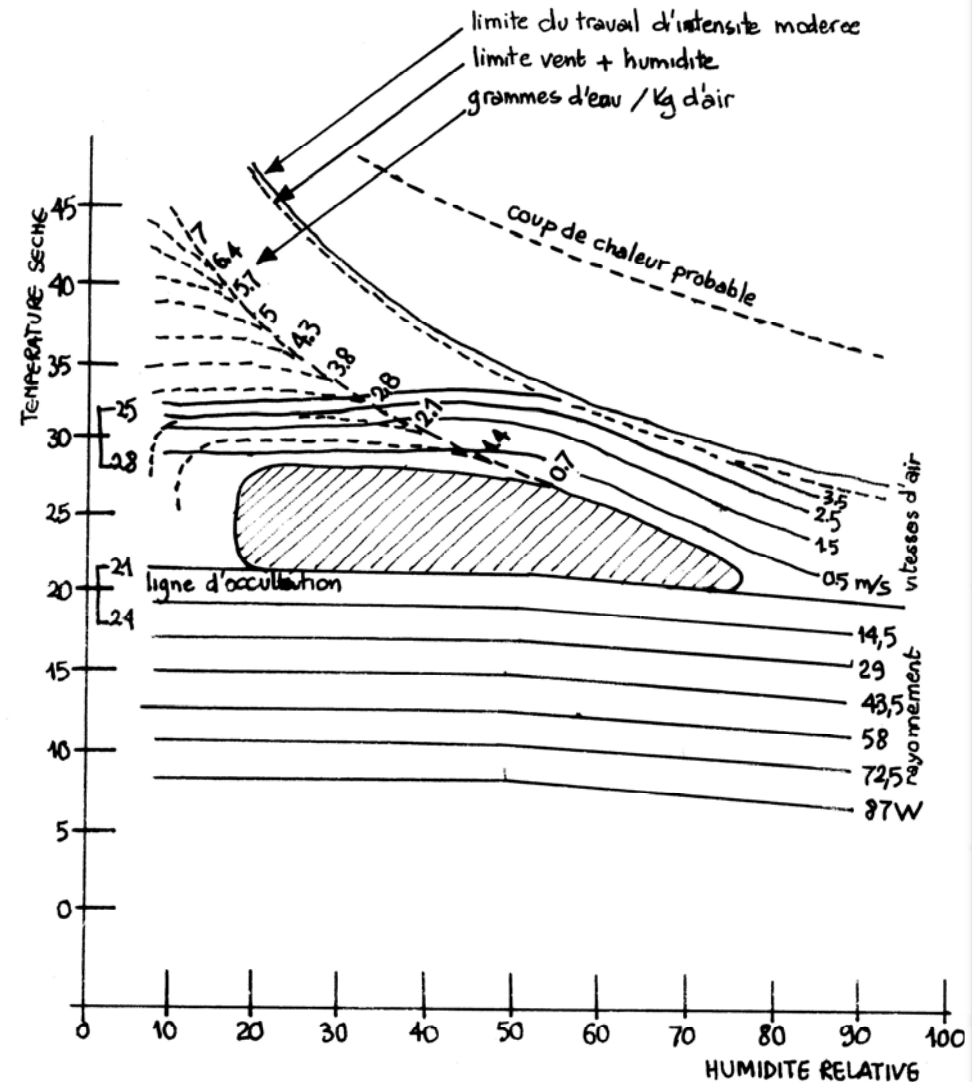 limite du travail d'intensite moderee
limite vent + humidite
grammes d'eau / Kg d'air
coup de chaleur probable
TEMPERATURE SECHE
45
40
35
30
25
20
15
10
5
0
25
28
21
24
7
6.4
5.7
5
4.3
3.8
2.8
2.1
1.4
0.7
3.5
2.5
1.5
0.5 m/s
vitesses d'air
ligne d'occultation
14,5
29
43,5
58
72,5
87W
rayonnement
0 10 20 30 40 50 60 70 80 90 100
HUMIDITE RELATIVE